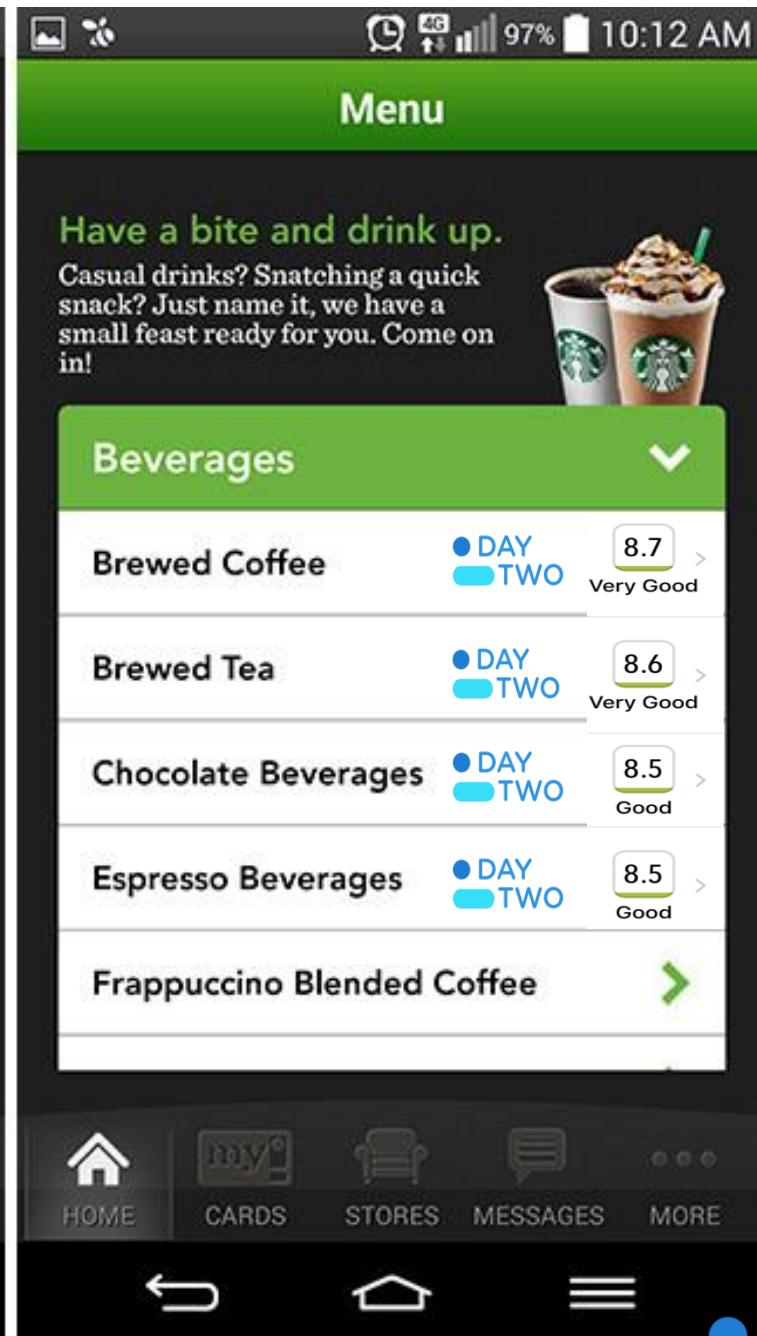 4G 97% 10:12 AM
Menu
Have a bite and drink up.
Casual drinks? Snatching a quick
snack? Just name it, we have a
small feast ready for you. Come on
in!
Beverages
Brewed Coffee DAY TWO 8.7 Very Good
Brewed Tea DAY TWO 8.6 Very Good
Chocolate Beverages DAY TWO 8.5 Good
Espresso Beverages DAY TWO 8.5 Good
Frappuccino Blended Coffee
my
HOME CARDS STORES MESSAGES MORE